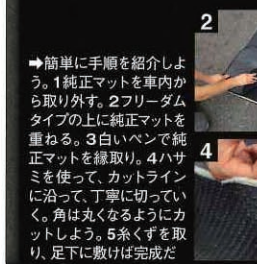 2
➡簡単に手順を紹介しよ
う。1純正マットを車内か
ら取り外す。2フリーダム
タイプの上に純正マットを
重ねる。3白いペンで純
正マットを縁取り。4ハサ
ミを使って、カットライン
に沿って、丁寧に切ってい
く。角は丸くなるようにカ
ットしよう。5糸くずを取
り、足下に敷けば完成だ
4